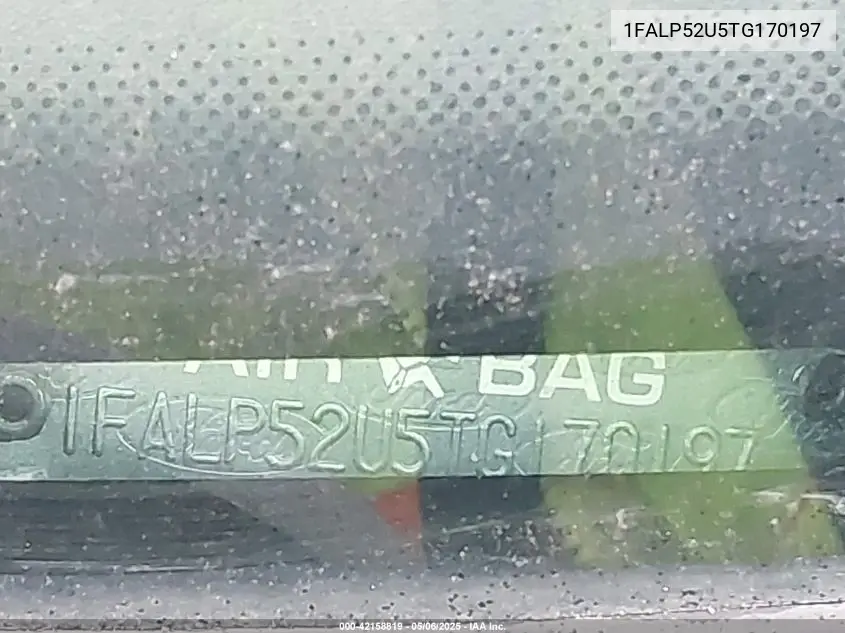 1FALP52U5TG170197
AIR BAG
1FALP52U5TG170197
000-42158819 - 05/06/2025 - IAA Inc.